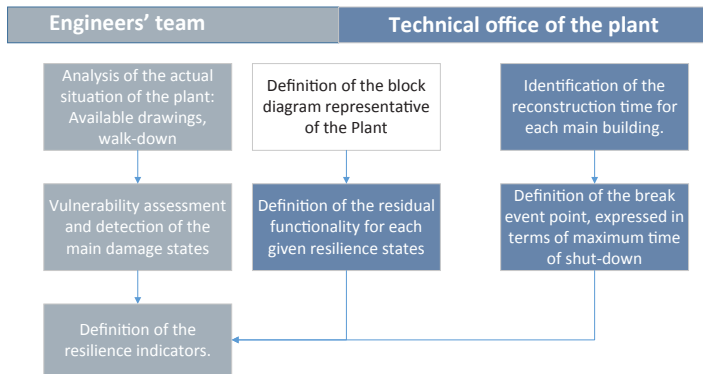 Engineers' team
Technical office of the plant
Analysis of the actual
situation of the plant:
Available drawings,
walk-down
Definition of the block
diagram representative
of the Plant
Identification of the
reconstruction time for
each main building.
Vulnerability assessment
and detection of the
main damage states
Definition of the residual
functionality for each
given resilience states
Definition of the break
event point, expressed in
terms of maximum time
of shut-down
Definition of the
resilience indicators.